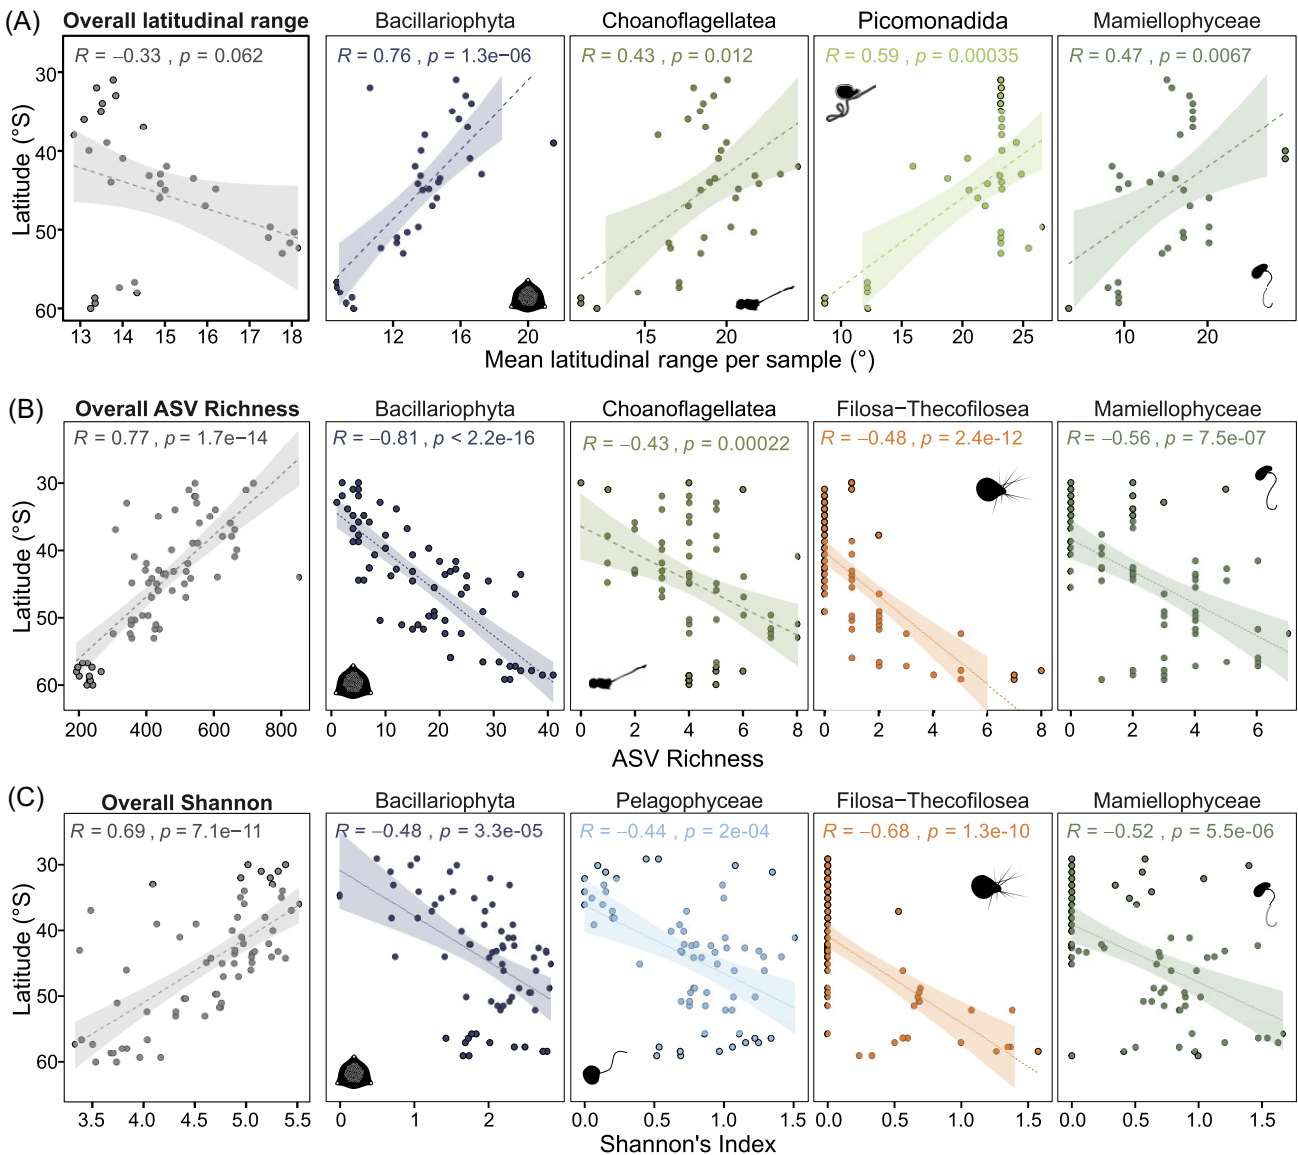 (A)
Overall latitudinal range
Bacillariophyta
Choanoflagellatea
Picomonadida
Mamiellophyceae
R = −0.33 , p = 0.062
R = 0.76 , p = 1.3e−06
R = 0.43 , p = 0.012
R = 0.59 , p = 0.00035
R = 0.47 , p = 0.0067
Latitude (°S)
30
40
50
60
13 14 15 16 17 18
12 16 20
15 20
10 15 20 25
10 20
Mean latitudinal range per sample (°)
(B)
Overall ASV Richness
Bacillariophyta
Choanoflagellatea
Filosa−Thecofilosea
Mamiellophyceae
R = 0.77 , p = 1.7e−14
R = −0.81 , p < 2.2e-16
R = −0.43 , p = 0.00022
R = −0.48 , p = 2.4e-12
R = −0.56 , p = 7.5e-07
Latitude (°S)
30
40
50
60
200 400 600 800
0 10 20 30 40
0 2 4 6 8
0 2 4 6 8
0 2 4 6
ASV Richness
(C)
Overall Shannon
Bacillariophyta
Pelagophyceae
Filosa−Thecofilosea
Mamiellophyceae
R = 0.69 , p = 7.1e−11
R = −0.48 , p = 3.3e-05
R = −0.44 , p = 2e-04
R = −0.68 , p = 1.3e-10
R = −0.52 , p = 5.5e-06
Latitude (°S)
30
40
50
60
3.5 4.0 4.5 5.0 5.5
0 1 2
0.0 0.5 1.0 1.5
0.0 0.5 1.0 1.5
0.0 0.5 1.0 1.5
Shannon's Index